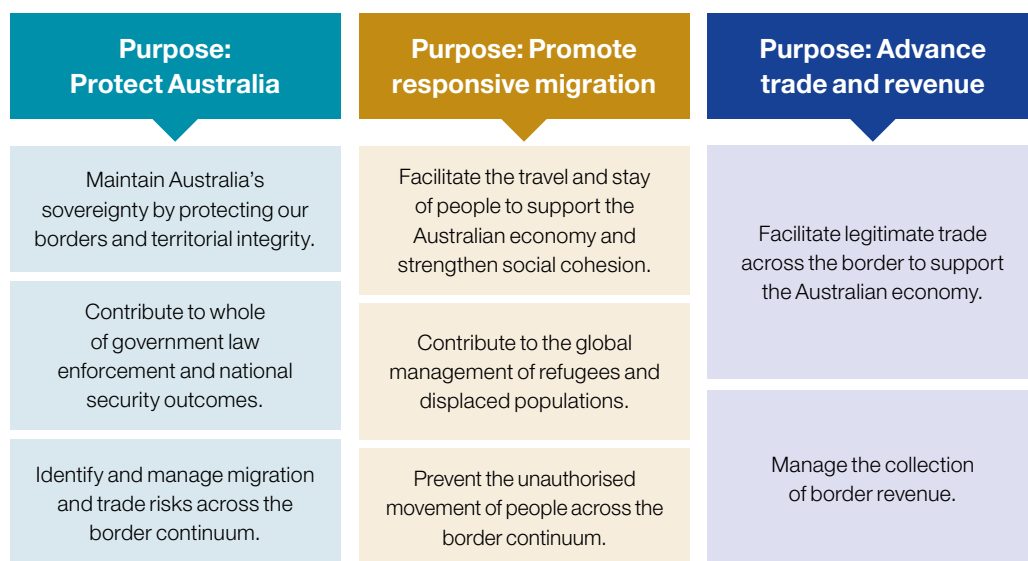 Purpose:
Protect Australia
Maintain Australia’s
sovereignty by protecting our
borders and territorial integrity.
Contribute to whole
of government law
enforcement and national
security outcomes.
Identify and manage migration
and trade risks across the
border continuum.
Purpose: Promote
responsive migration
Facilitate the travel and stay
of people to support the
Australian economy and
strengthen social cohesion.
Contribute to the global
management of refugees and
displaced populations.
Prevent the unauthorised
movement of people across the
border continuum.
Purpose: Advance
trade and revenue
Facilitate legitimate trade
across the border to support
the Australian economy.
Manage the collection
of border revenue.